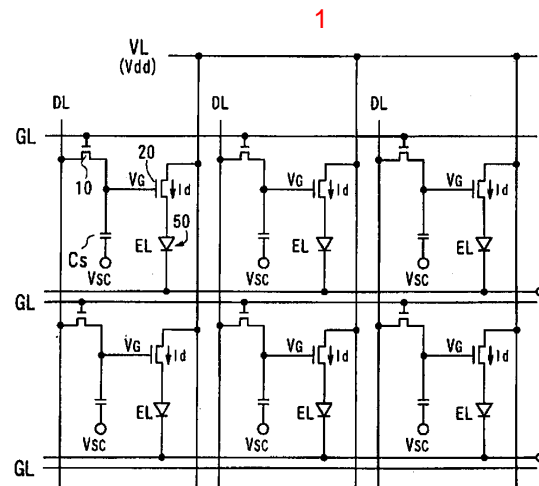 1
VL
(Vdd)
DL DL DL
GL
10 20 VG Id VG Id VG Id
Cs EL 50 EL EL
VSC VSC VSC
GL
VG Id VG Id VG Id
EL EL EL
VSC VSC VSC
GL